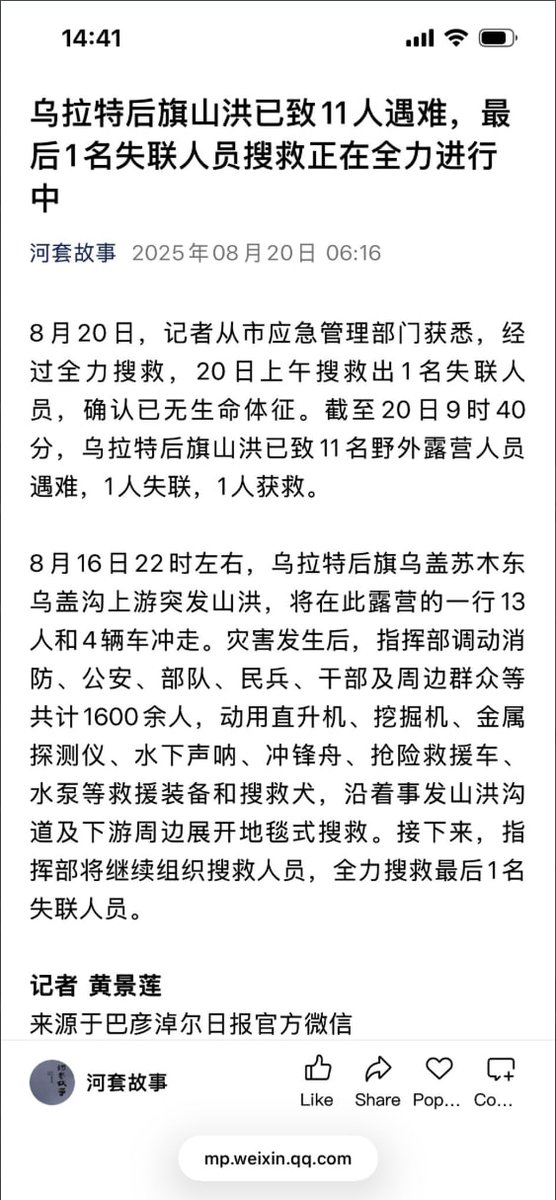 14:41
乌拉特后旗山洪已致11人遇难，最
后1名失联人员搜救正在全力进行
中
河套故事 2025年08月20日 06:16
8月20日，记者从市应急管理部门获悉，经
过全力搜救，20日上午搜救出1名失联人
员，确认已无生命体征。截至20日9时40
分，乌拉特后旗山洪已致11名野外露营人员
遇难，1人失联，1人获救。
8月16日22时左右，乌拉特后旗乌盖苏木东
乌盖沟上游突发山洪，将在此露营的一行13
人和4辆车冲走。灾害发生后，指挥部调动消
防、公安、部队、民兵、干部及周边群众等
共计1600余人，动用直升机、挖掘机、金属
探测仪、水下声呐、冲锋舟、抢险救援车、
水泵等救援装备和搜救犬，沿着事发山洪沟
道及下游周边展开地毯式搜救。接下来，指
挥部将继续组织搜救人员，全力搜救最后1名
失联人员。
记者 黄景莲
来源于巴彦淖尔日报官方微信
河套故事
Like Share Pop... Co...
mp.weixin.qq.com